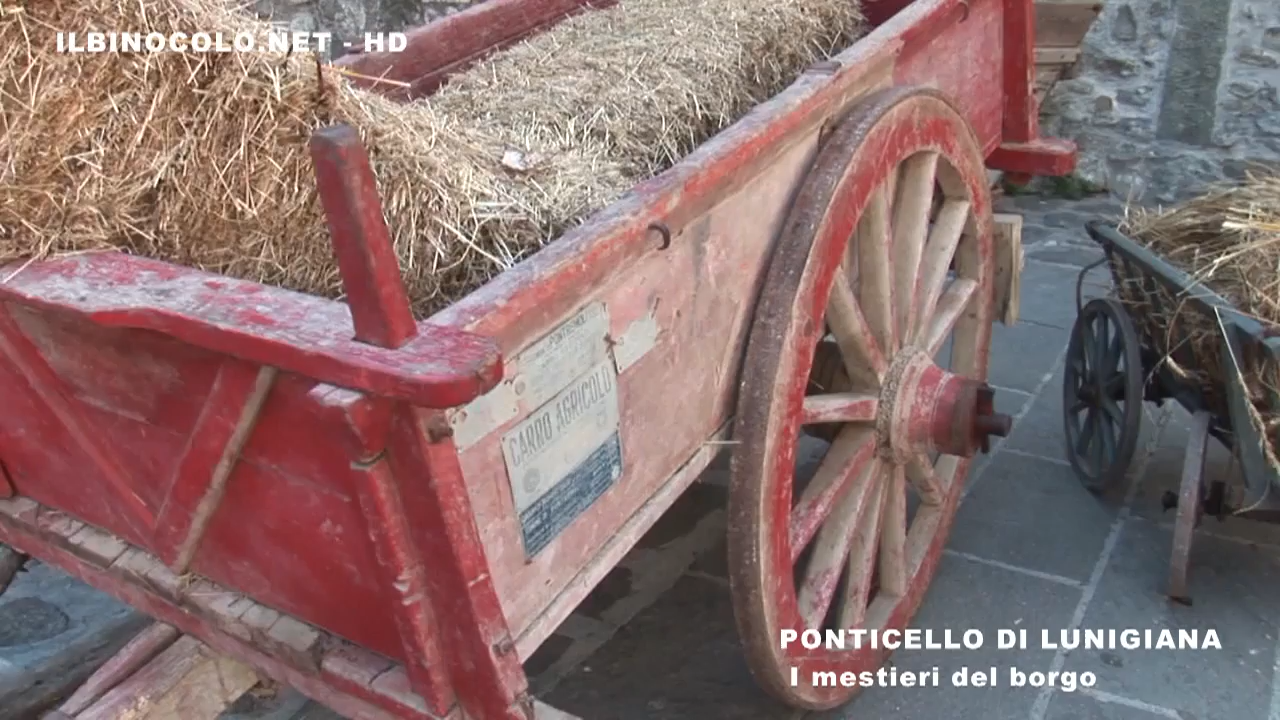 ILBINOCOLO.NET - HD
CARRO AGRICOLO
PONTICELLO DI LUNIGIANA
I mestieri del borgo